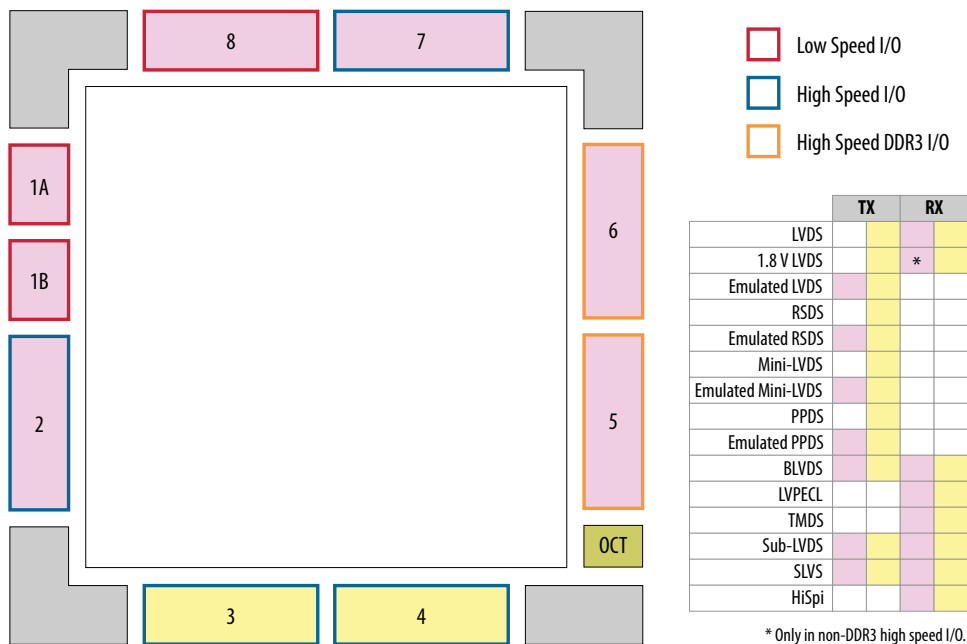 8
7
1A
1B
2
6
5
OCT
3
4
Low Speed I/O
High Speed I/O
High Speed DDR3 I/O
TX RX
LVDS
1.8 V LVDS *
Emulated LVDS
RSDS
Emulated RSDS
Mini-LVDS
Emulated Mini-LVDS
PPDS
Emulated PPDS
BLVDS
LVPECL
TMDS
Sub-LVDS
SLVS
HiSpi
* Only in non-DDR3 high speed I/O.